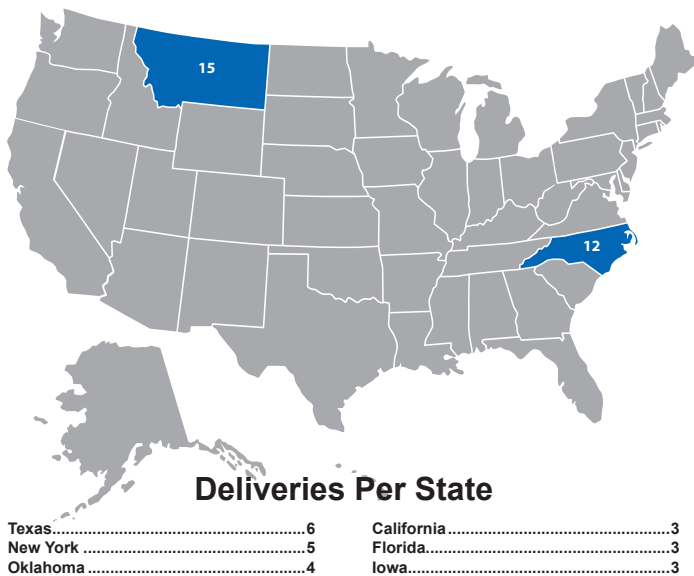 15
12
Deliveries Per State
Texas..........................................................6
New York ...................................................5
Oklahoma ..................................................4
California ....................................................3
Florida.........................................................3
Iowa.............................................................3